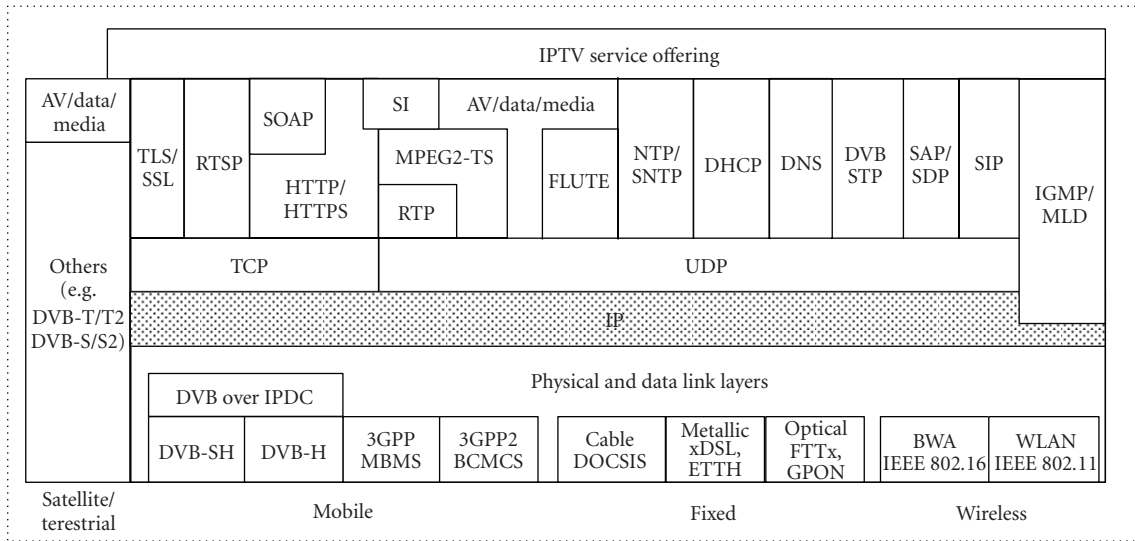 IPTV service offering
AV/data/
media
TLS/
SSL
RTSP
SOAP
HTTP/
HTTPS
SI
AV/data/media
MPEG2-TS
RTP
FLUTE
NTP/
SNTP
DHCP
DNS
DVB
STP
SAP/
SDP
SIP
IGMP/
MLD
Others
(e.g.
DVB-T/T2
DVB-S/S2)
TCP
UDP
IP
Physical and data link layers
DVB over IPDC
DVB-SH
DVB-H
3GPP
MBMS
3GPP2
BCMCS
Cable
DOCSIS
Metallic
xDSL,
ETTH
Optical
FTTx,
GPON
BWA
IEEE 802.16
WLAN
IEEE 802.11
Satellite/
terestrial
Mobile
Fixed
Wireless